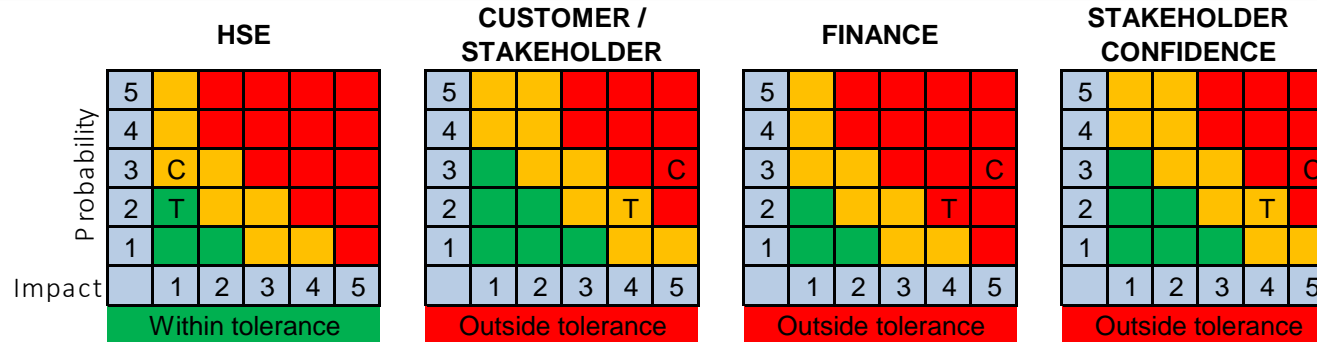 HSE CUSTOMER / STAKEHOLDER FINANCE STAKEHOLDER CONFIDENCE
Probability
5 5 5 5
4 4 4 4
3 C 3 C 3 C 3 C
2 T 2 T 2 T 2 T
1 1 1 1
Impact 1 2 3 4 5 1 2 3 4 5 1 2 3 4 5 1 2 3 4 5
Within tolerance Outside tolerance Outside tolerance Outside tolerance